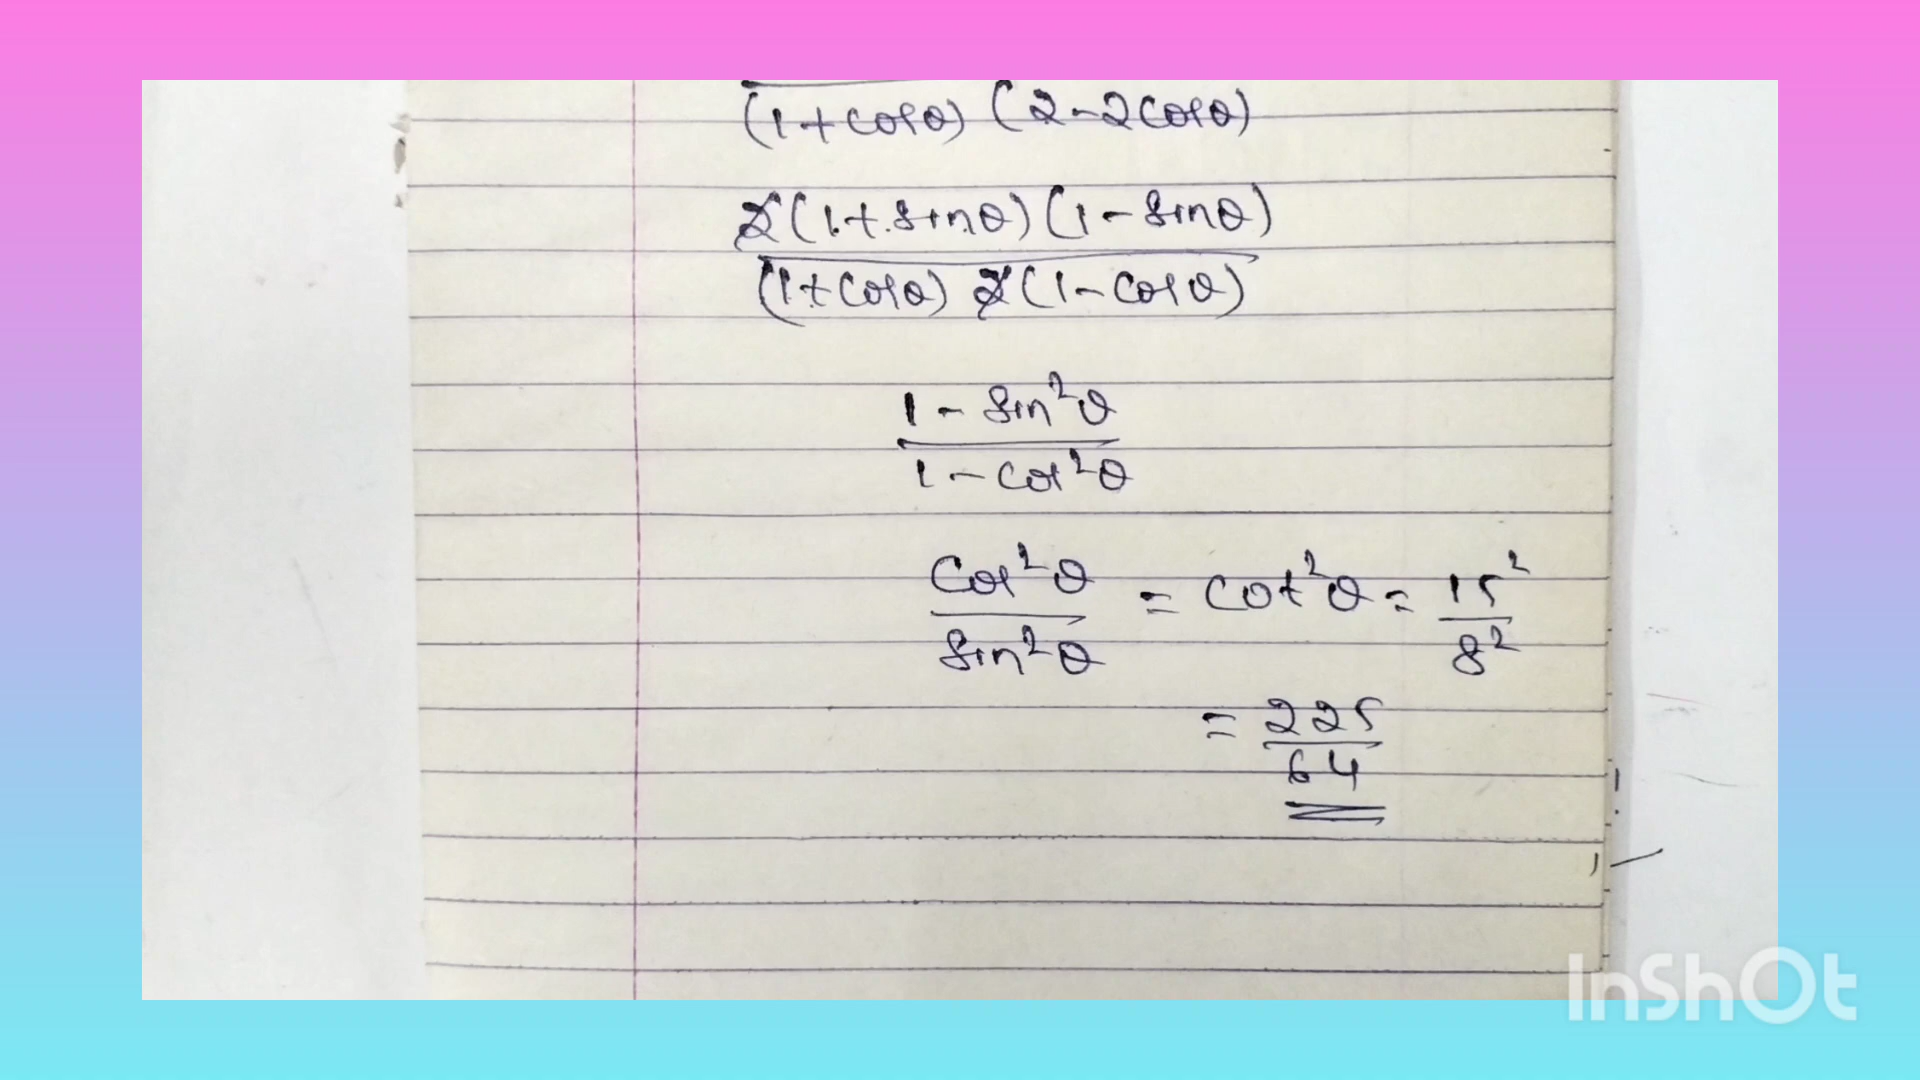 (1+cosθ) (2-2cosθ)
2(1+sinθ)(1-sinθ)
(1+cosθ) 2(1-cosθ)
1 - sin²θ
1 - cos²θ
cos²θ = cot²θ = 15²
sin²θ 8²
= 225
64
InShOt